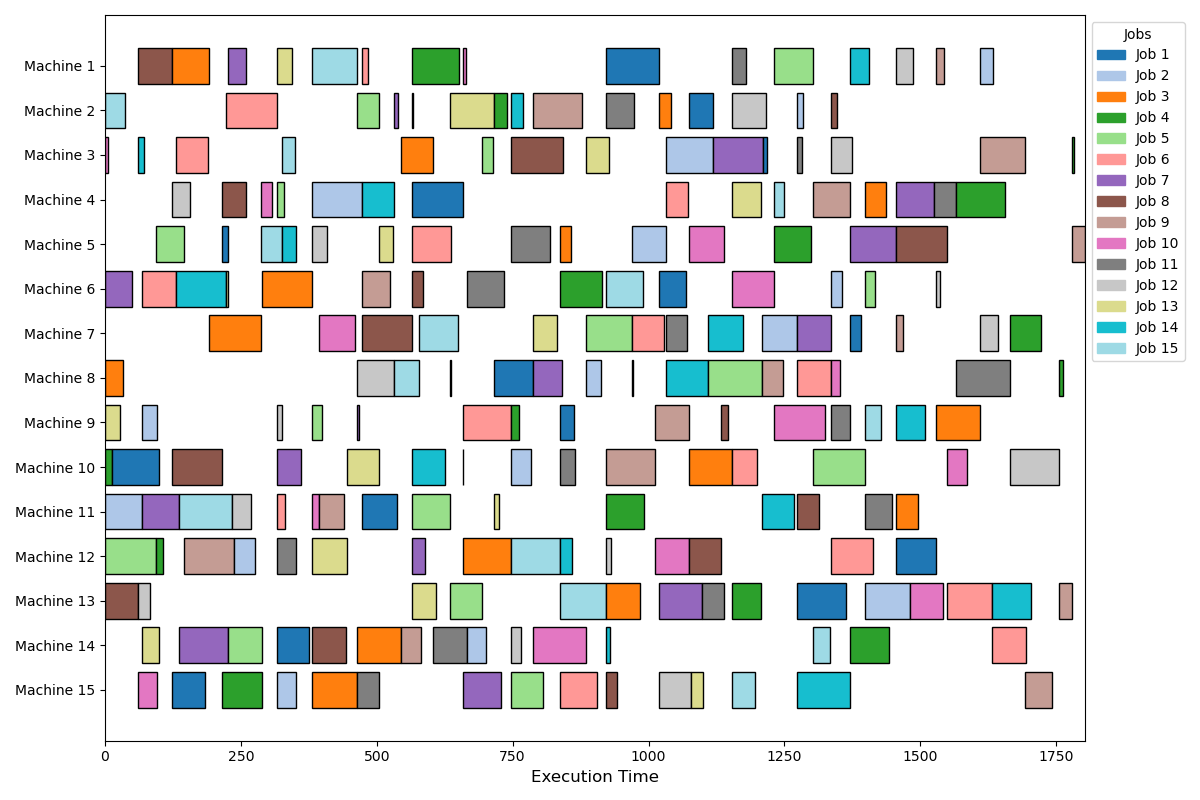 Machine 1
Machine 2
Machine 3
Machine 4
Machine 5
Machine 6
Machine 7
Machine 8
Machine 9
Machine 10
Machine 11
Machine 12
Machine 13
Machine 14
Machine 15
0 250 500 750 1000 1250 1500 1750
Execution Time
Jobs
Job 1
Job 2
Job 3
Job 4
Job 5
Job 6
Job 7
Job 8
Job 9
Job 10
Job 11
Job 12
Job 13
Job 14
Job 15